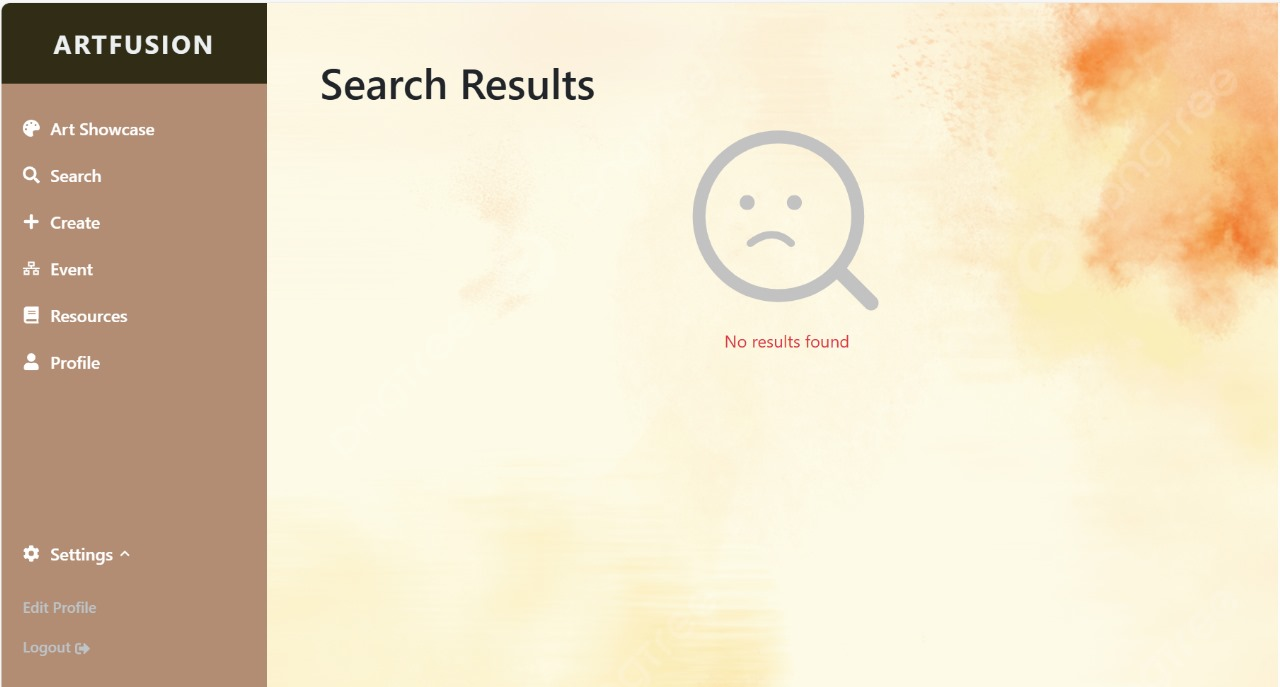 ARTFUSION
Art Showcase
Search
Create
Event
Resources
Profile
Settings
Edit Profile
Logout
Search Results
No results found